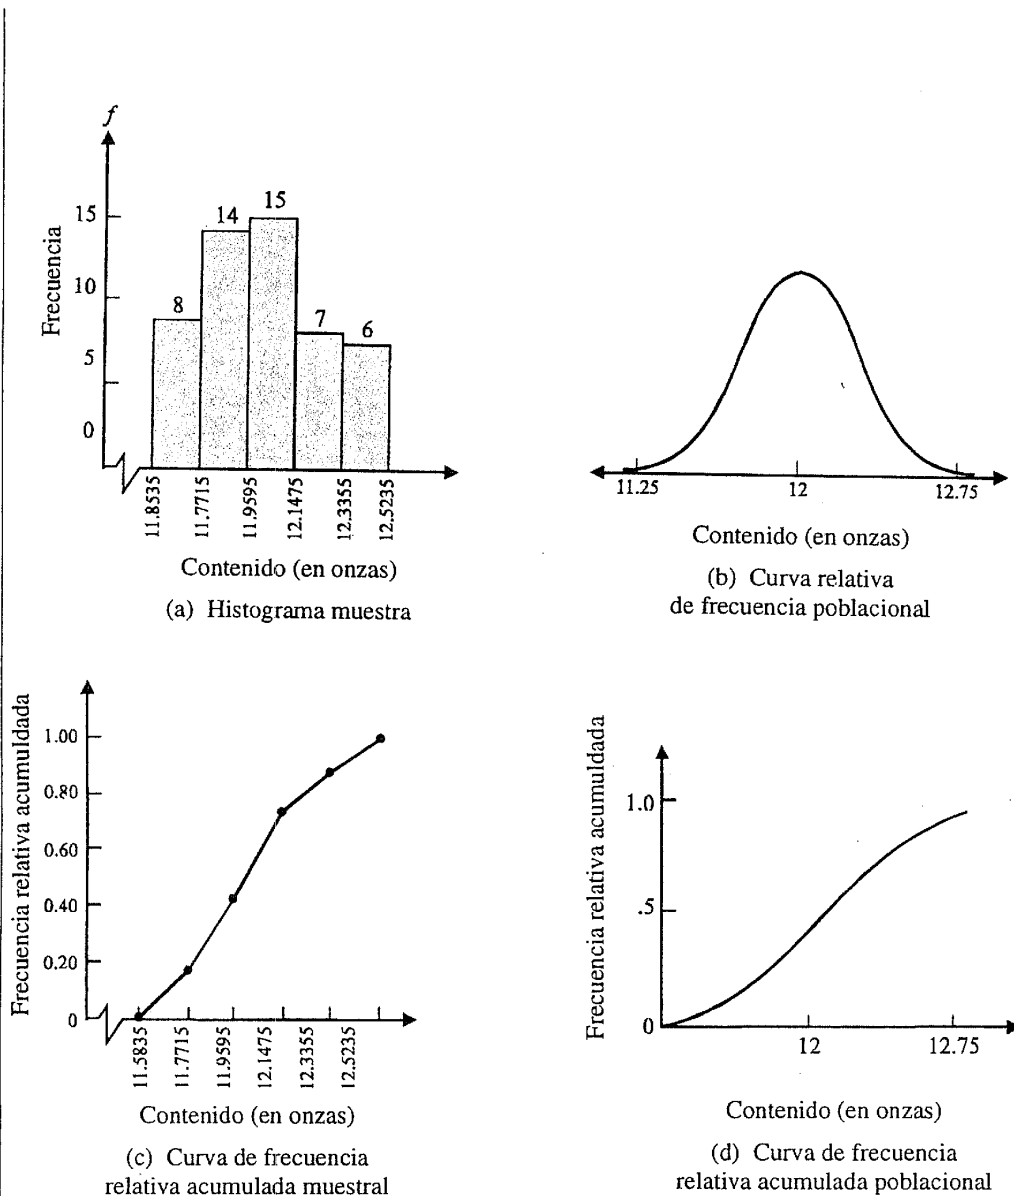 f
Frecuencia
15
10
5
0
8
14
15
7
6
11.8535
11.7715
11.9595
12.1475
12.3355
12.5235
Contenido (en onzas)
(a) Histograma muestra
11.25
12
12.75
Contenido (en onzas)
(b) Curva relativa
de frecuencia poblacional
Frecuencia relativa acumuldada
1.00
0.80
0.60
0.40
0.20
0
11.5835
11.7715
11.9595
12.1475
12.3355
12.5235
Contenido (en onzas)
(c) Curva de frecuencia
relativa acumulada muestral
Frecuencia relativa acumuldada
1.0
.5
0
12
12.75
Contenido (en onzas)
(d) Curva de frecuencia
relativa acumulada poblacional